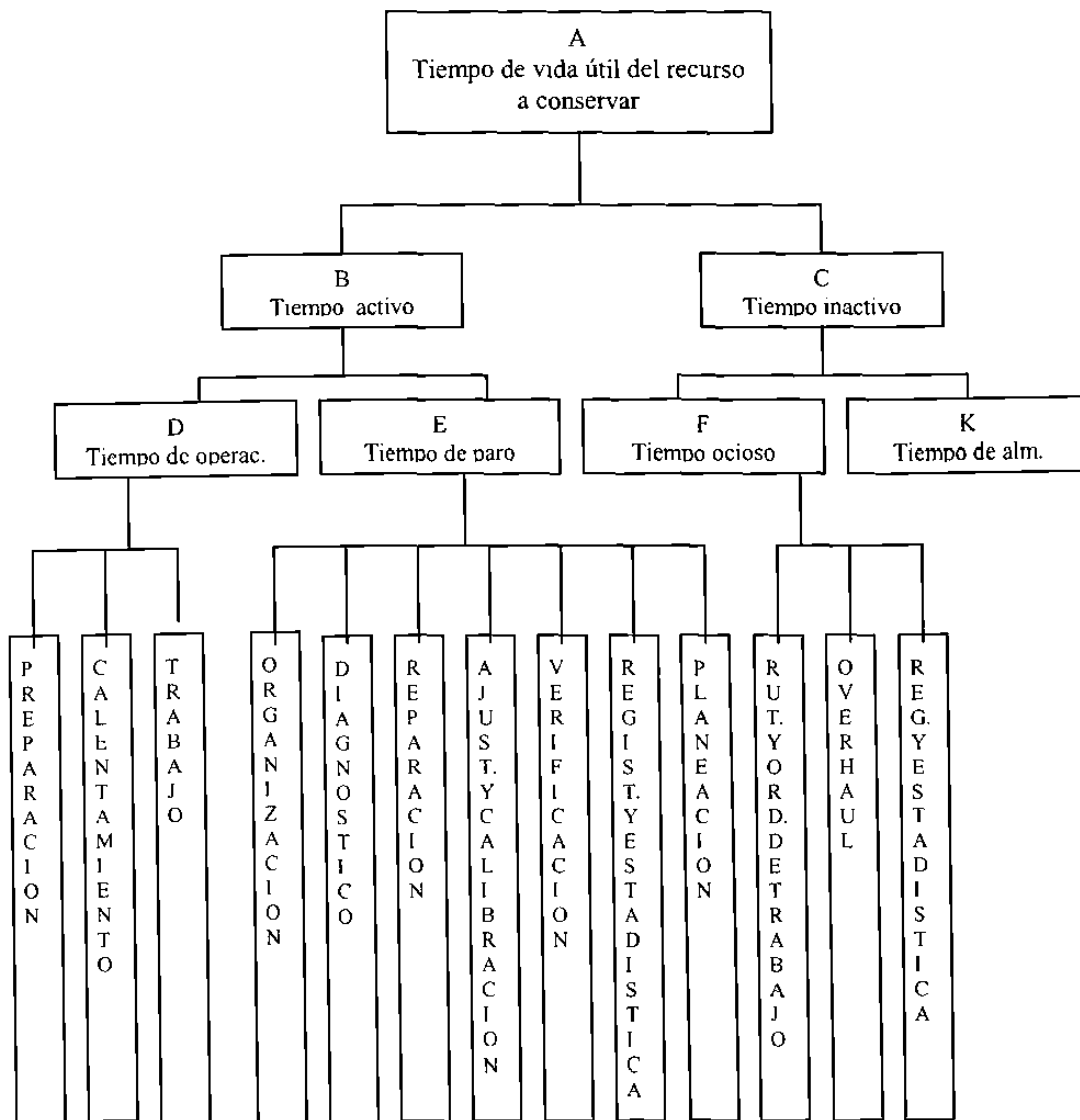 A
Tiempo de vida útil del recurso
a conservar
B
Tiempo activo
C
Tiempo inactivo
D
Tiempo de operac.
E
Tiempo de paro
F
Tiempo ocioso
K
Tiempo de alm.
PREPARACION
CALENTAMIENTO
TRABAJO
ORGANIZACION
DIAGNOSTICO
REPARACION
AJUST.YCALIBRACION
VERIFICACION
REGIST.YESTADISTICA
PLANEACION
RUT.YORD.DETRABAJO
OVERHAUL
REG.YESTADISTICA